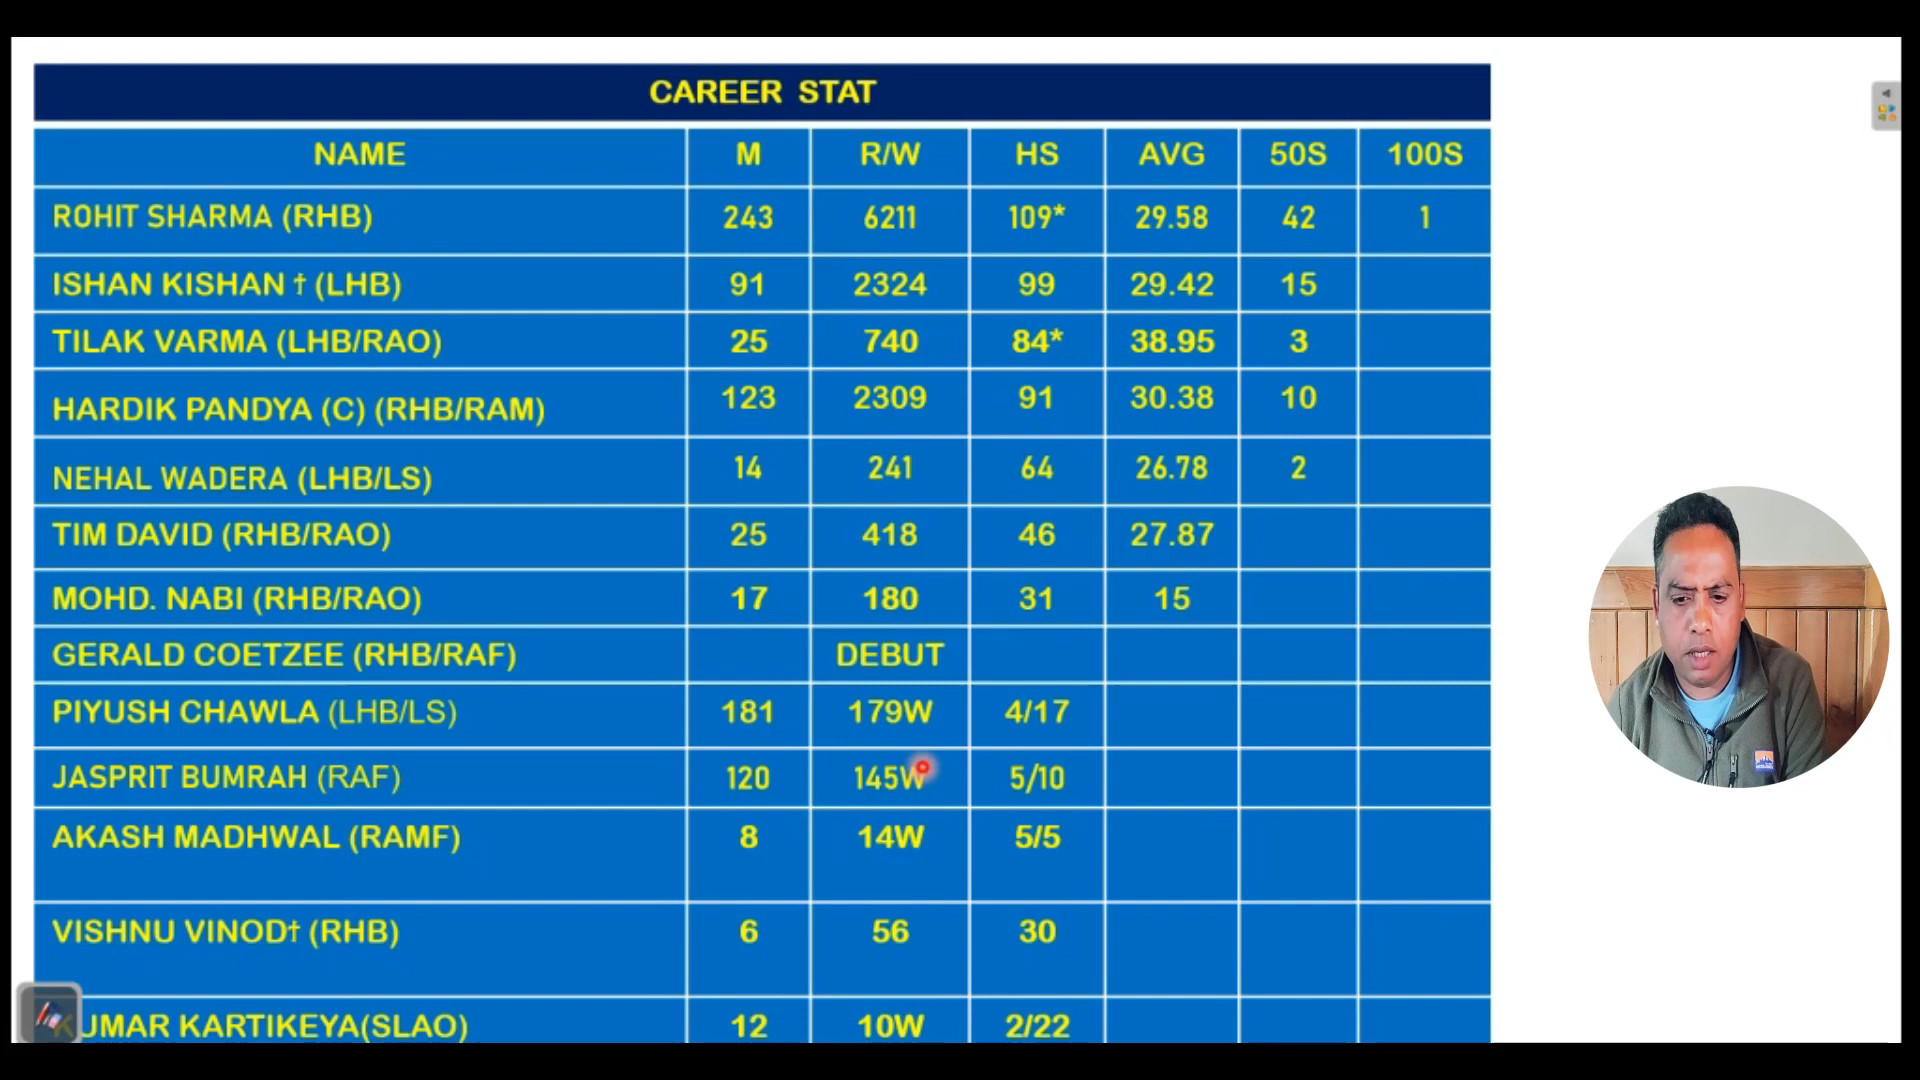 CAREER STAT
NAME M R/W HS AVG 50S 100S
ROHIT SHARMA (RHB) 243 6211 109* 29.58 42 1
ISHAN KISHAN † (LHB) 91 2324 99 29.42 15
TILAK VARMA (LHB/RAO) 25 740 84* 38.95 3
HARDIK PANDYA (C) (RHB/RAM) 123 2309 91 30.38 10
NEHAL WADERA (LHB/LS) 14 241 64 26.78 2
TIM DAVID (RHB/RAO) 25 418 46 27.87
MOHD. NABI (RHB/RAO) 17 180 31 15
GERALD COETZEE (RHB/RAF) DEBUT
PIYUSH CHAWLA (LHB/LS) 181 179W 4/17
JASPRIT BUMRAH (RAF) 120 145W 5/10
AKASH MADHWAL (RAMF) 8 14W 5/5
VISHNU VINOD† (RHB) 6 56 30
KUMAR KARTIKEYA(SLAO) 12 10W 2/22